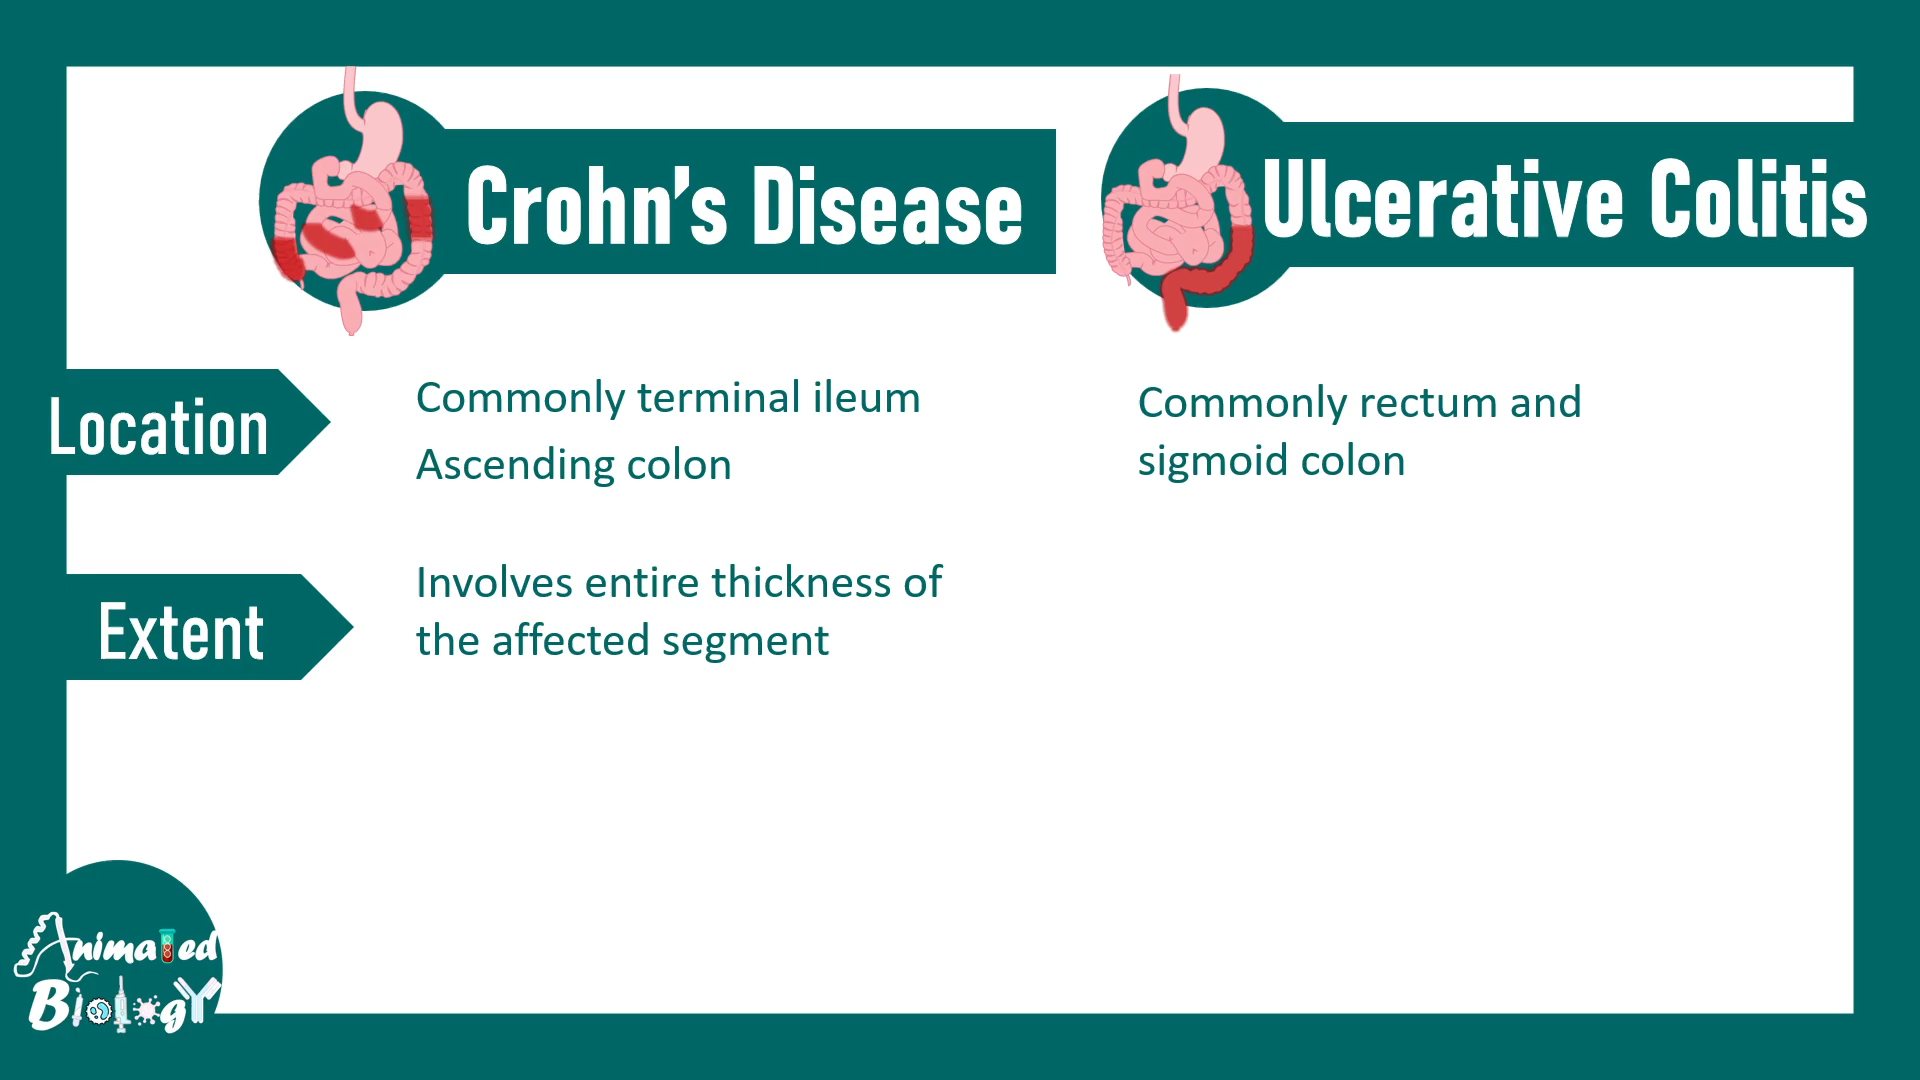 Crohn’s Disease
Ulcerative Colitis
Location
Commonly terminal ileum
Ascending colon
Commonly rectum and
sigmoid colon
Extent
Involves entire thickness of
the affected segment
Animated
Biology